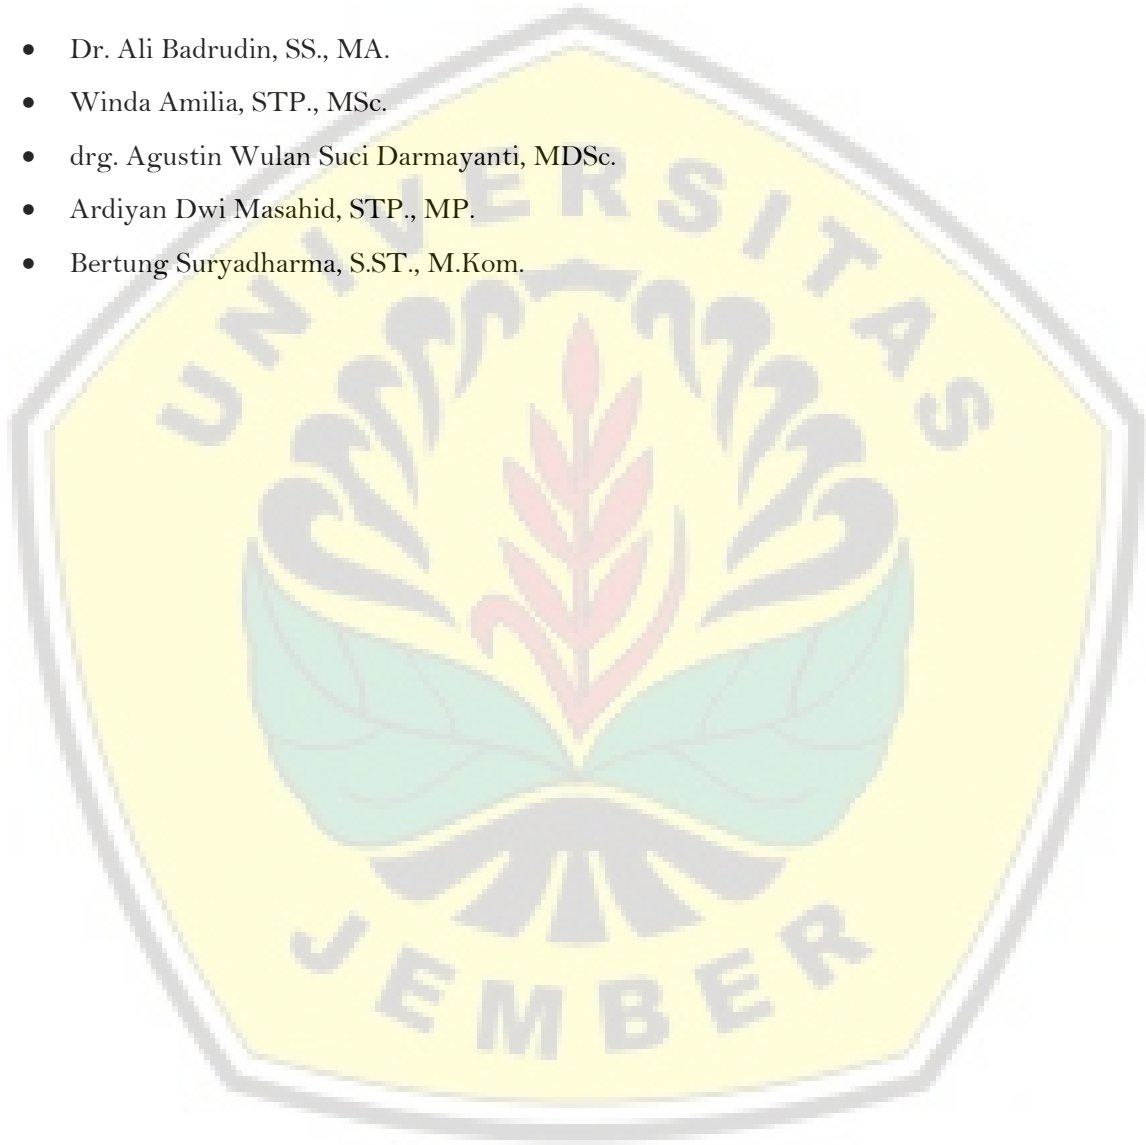 • Dr. Ali Badrudin, SS., MA.
• Winda Amilia, STP., MSc.
• drg. Agustin Wulan Suci Darmayanti, MDSc.
• Ardiyan Dwi Masahid, STP., MP.
• Bertung Suryadharma, S.ST., M.Kom.
UNIVERSITAS
JEMBER